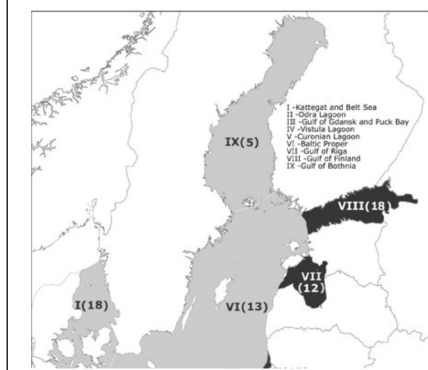 I -Kattegat and Belt Sea
II -Odra Lagoon
III -Gulf of Gdansk and Puck Bay
IV -Vistula Lagoon
V -Curonian Lagoon
VI -Baltic Proper
VII -Gulf of Riga
VIII -Gulf of Finland
IX -Gulf of Bothnia
IX(5)
VIII(18)
VII
(12)
I(18)
VI(13)